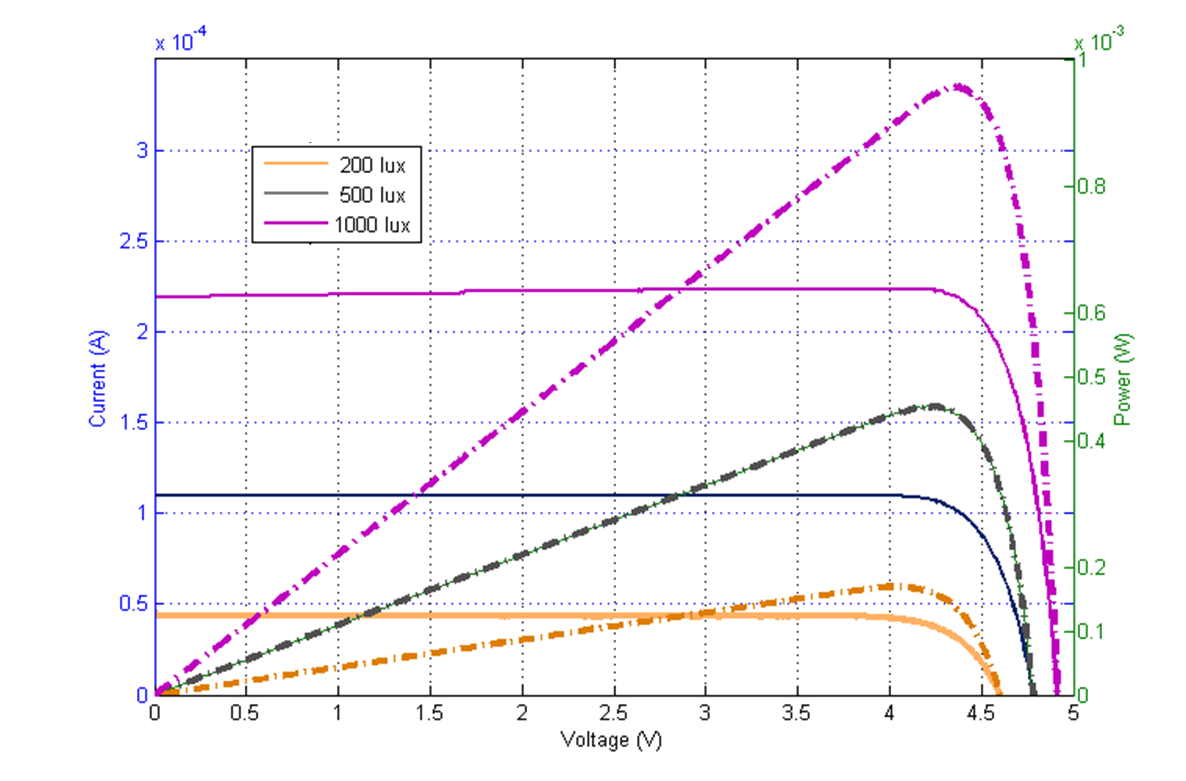 x 10-4
x 10-3
1
3
200 lux
500 lux
1000 lux
0.8
2.5
0.6
2
Current (A)
0.5
Power (W)
1.5
0.4
1
0.2
0.5
0.1
0
0
0 0.5 1 1.5 2 2.5 3 3.5 4 4.5 5
Voltage (V)